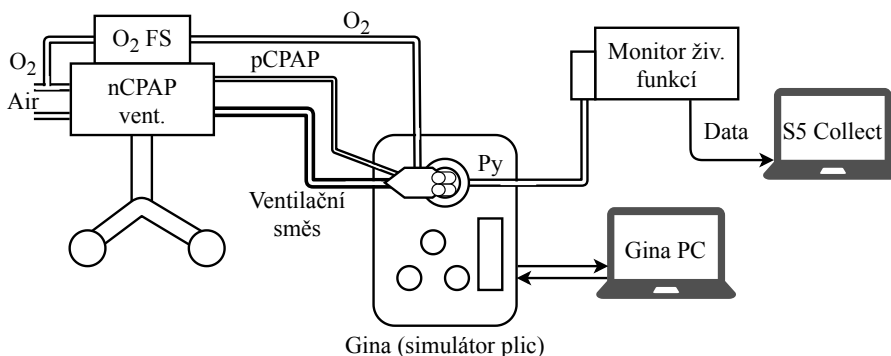 O2
O2 FS
O2
Air
nCPAP
vent.
pCPAP
Ventilační
směs
Py
Monitor živ.
funkcí
Data
S5 Collect
Gina PC
Gina (simulátor plic)